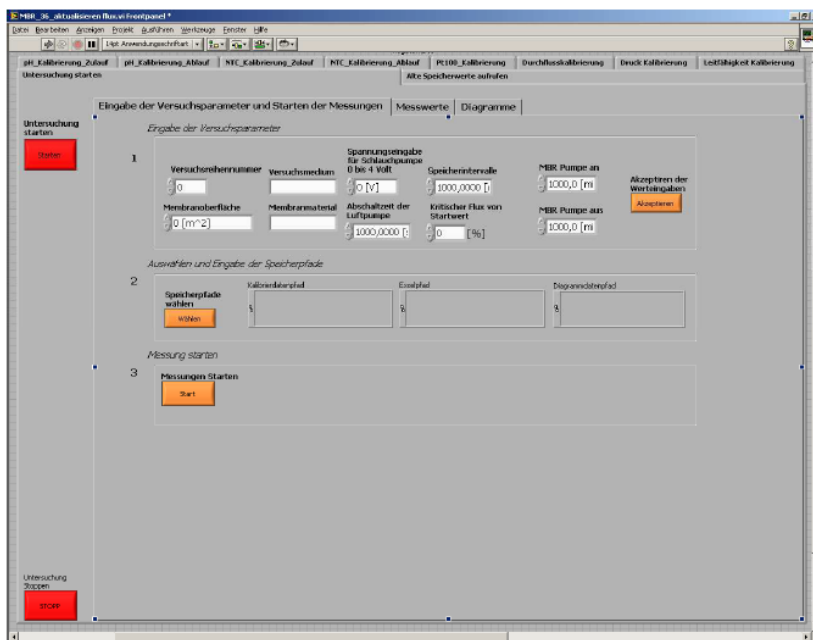 MBR_36_aktualisieren flux.vi Frontpanel *
Datei Bearbeiten Anzeigen Projekt Ausführen Werkzeuge Fenster Hilfe
14pt Anwendungsschriftart
pH_Kalibrierung_Zulauf pH_Kalibrierung_Ablauf NTC_Kalibrierung_Zulauf NTC_Kalibrierung_Ablauf Pt100_Kalibrierung Durchflusskalibrierung Druck Kalibrierung Leitfähigkeit Kalibrierung
Untersuchung starten Alte Speicherwerte aufrufen
Eingabe der Versuchsparameter und Starten der Messungen Messwerte Diagramme
Untersuchung
starten
Starten
Eingabe der Versuchsparameter
1
Versuchsreihennummer
0
Versuchsmedium
Spannungseingabe
für Schlauchpumpe
0 bis 4 Volt
0 [V]
Speicherintervalle
1000,0000 [
MBR Pumpe an
1000,0 [m
Akzeptiren der
Werteingaben
Akzeptieren
Membranoberfläche
0 [m^2]
Membranmaterial
Abschaltzeit der
Luftpumpe
1000,0000 [
Kritischer Flux von
Startwert
0 [%]
MBR Pumpe aus
1000,0 [m
Auswählen und Eingabe der Speicherpfade
2
Speicherpfade
wählen
Wählen
Kalibrierdatenpfad
Excelpfad
Diagrammdatenpfad
Messung starten
3
Messungen Starten
Start
Untersuchung
Stoppen
STOPP